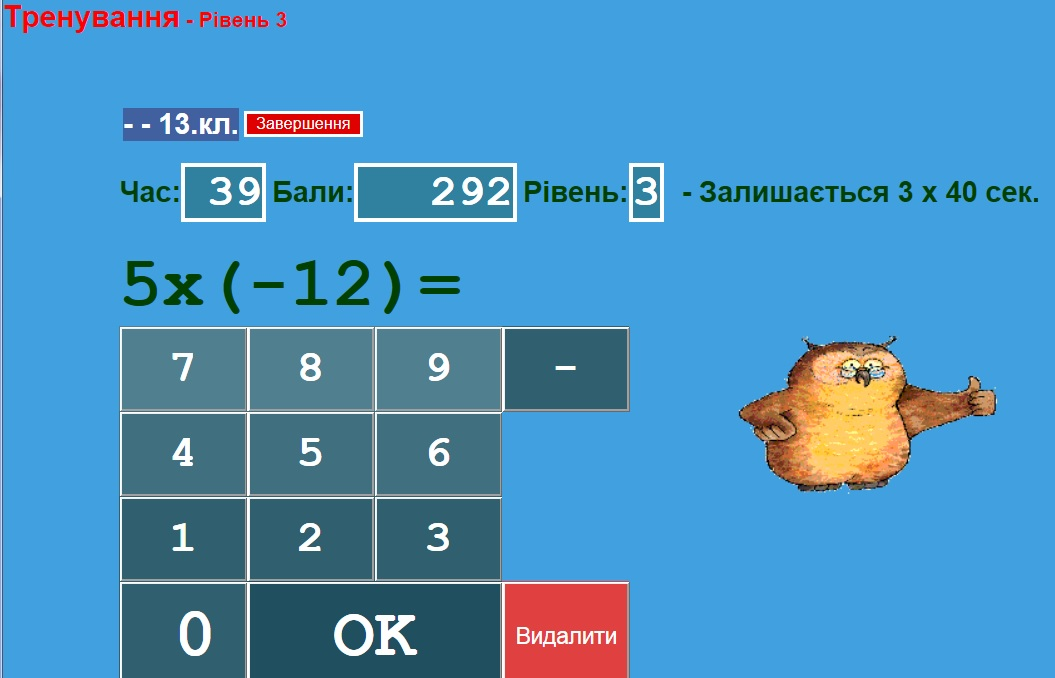 Тренування - Рівень 3
- - 13.кл. Завершення
Час: 39 Бали: 292 Рівень: 3 - Залишається 3 х 40 сек.
5x(-12)=
7 8 9 -
4 5 6
1 2 3
0 OK Видалити